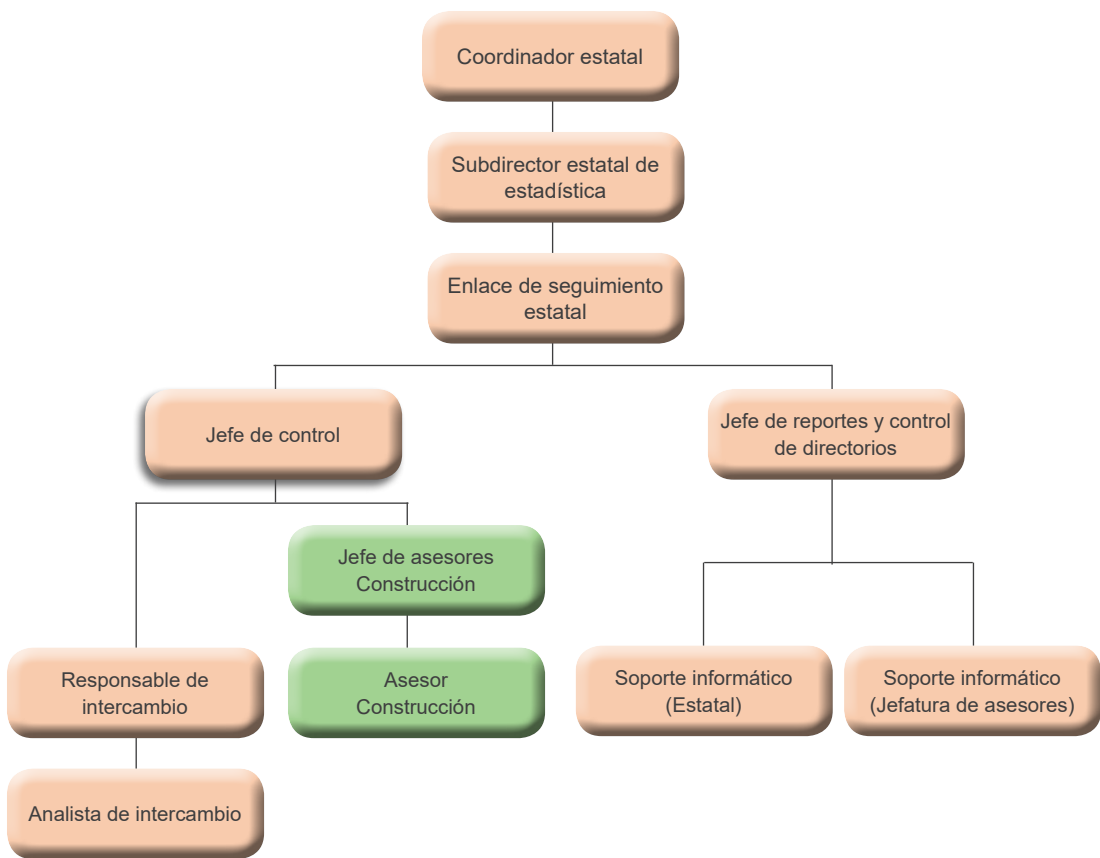 Coordinador estatal
Subdirector estatal de
estadística
Enlace de seguimiento
estatal
Jefe de control
Jefe de reportes y control
de directorios
Jefe de asesores
Construcción
Responsable de
intercambio
Asesor
Construcción
Soporte informático
(Estatal)
Soporte informático
(Jefatura de asesores)
Analista de intercambio